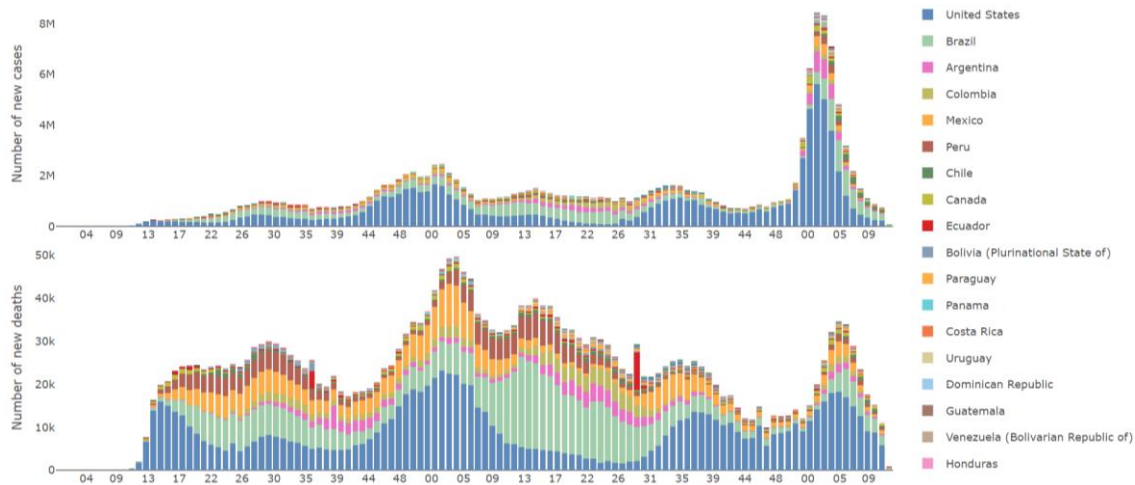 Number of new cases
8M
6M
4M
2M
0
04 09 13 17 22 26 31 35 39 44 48 00 05 09 13 17 22 26 31 35 39 44 48 00 05 09
Number of new deaths
50k
40k
30k
20k
10k
0
04 09 13 17 22 26 31 35 39 44 48 00 05 09 13 17 22 26 31 35 39 44 48 00 05 09
United States
Brazil
Argentina
Colombia
Mexico
Peru
Chile
Canada
Ecuador
Bolivia (Plurinational State of)
Paraguay
Panama
Costa Rica
Uruguay
Dominican Republic
Guatemala
Venezuela (Bolivarian Republic of)
Honduras